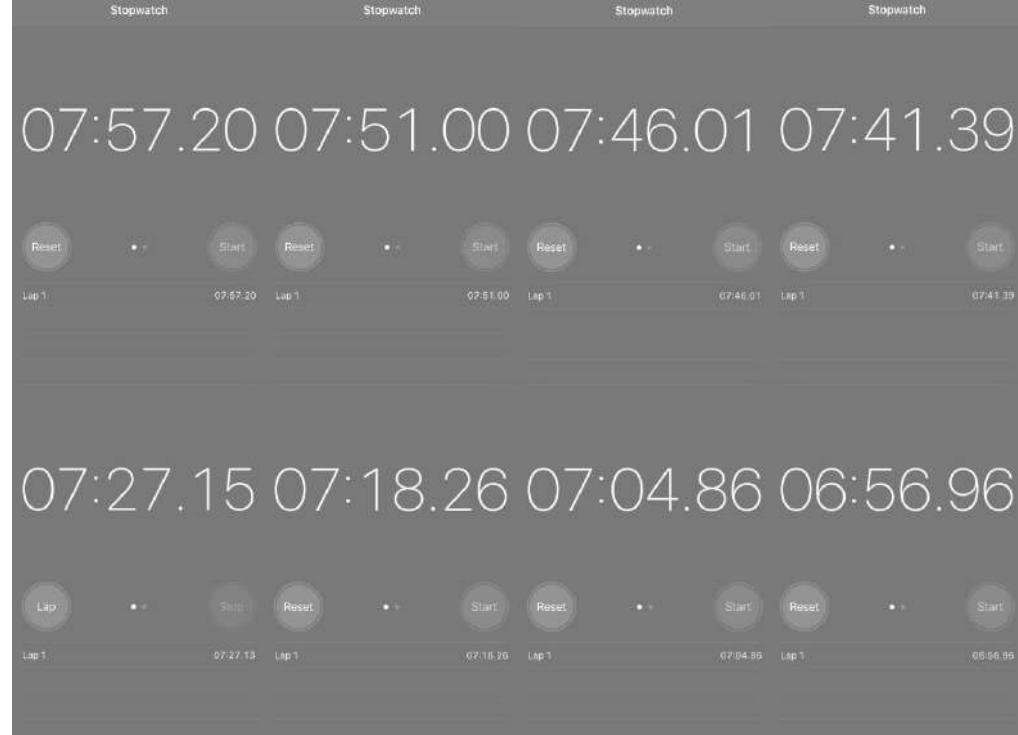 Stopwatch Stopwatch Stopwatch Stopwatch
07:57.20 07:51.00 07:46.01 07:41.39
Reset Start Reset Start Reset Start Reset Start
Lap 1 07:57.20 Lap 1 07:51.00 Lap 1 07:46.01 Lap 1 07:41.39
07:27.15 07:18.26 07:04.86 06:56.96
Lap Stop Reset Start Reset Start Reset Start
Lap 1 07:27.13 Lap 1 07:18.26 Lap 1 07:04.86 Lap 1 06:56.96